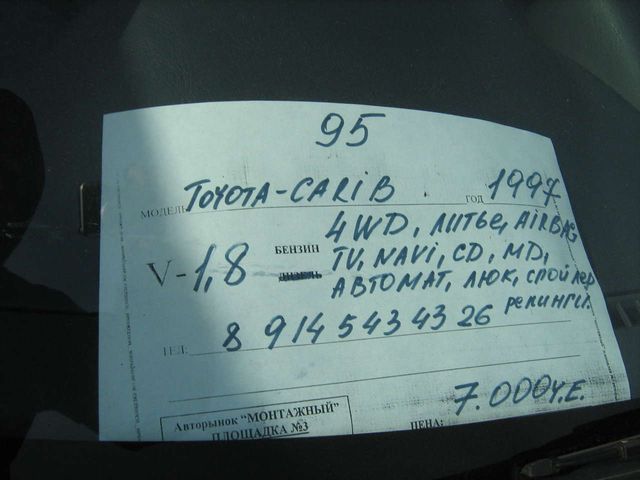 95
МОДЕЛЬ TOYOTA-CARIB ГОД 1997
V-1,8 БЕНЗИН 4WD, ЛИТЬЕ, AIRBAG
ДИЗЕЛЬ TV, NAVI, CD, MD,
АВТОМАТ, ЛЮК, СПОЙЛЕР
РЕЛИНГИ.
ТЕЛ: 8 914 543 43 26
7.000 У.Е.
Авторынок "МОНТАЖНЫЙ" ЦЕНА:
ПЛОЩАДКА №3